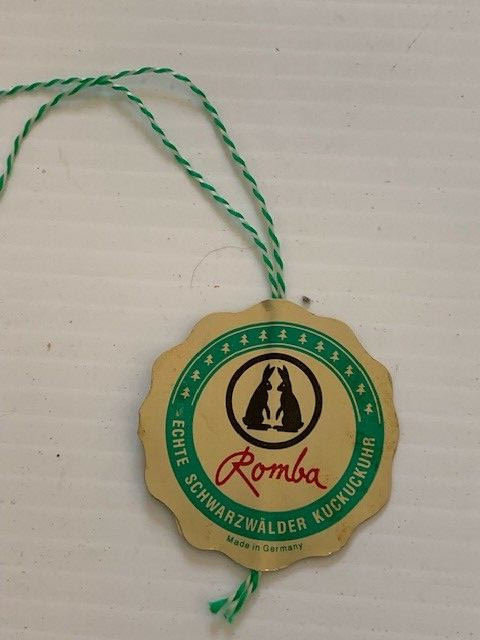 Romba
ECHTE SCHWARZWÄLDER KUCKUCKUHR
Made in Germany